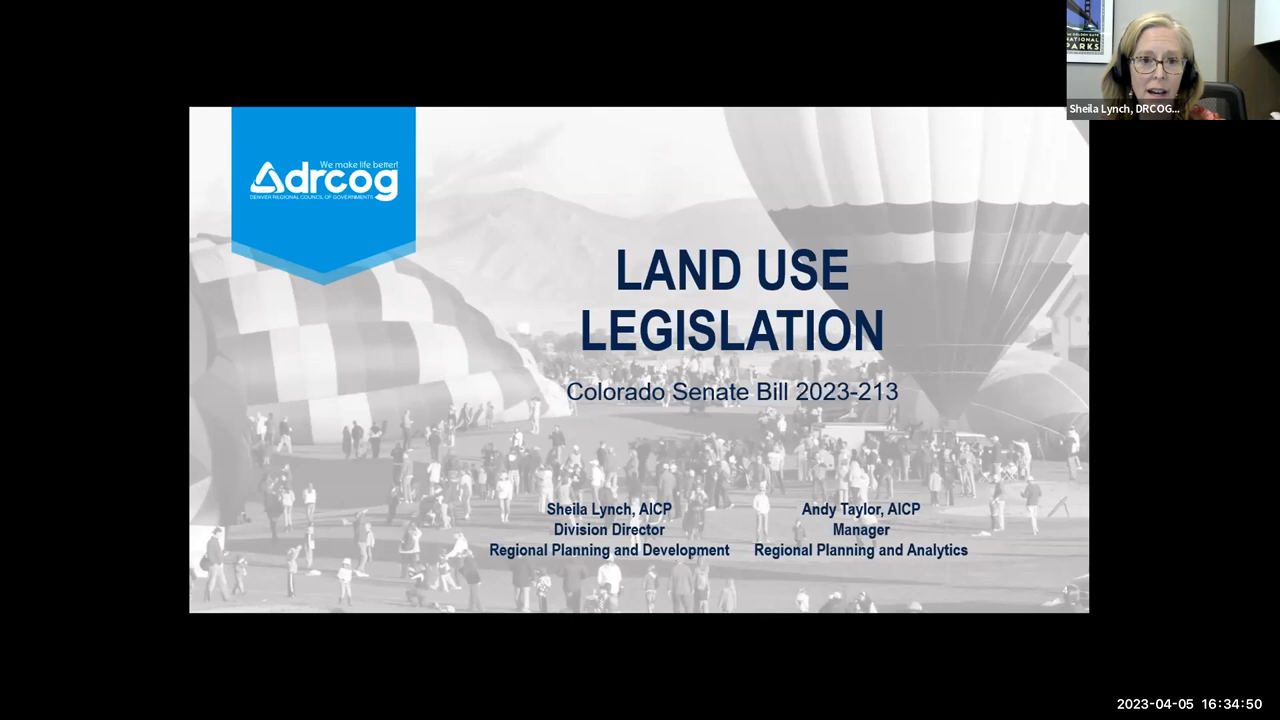 NATIONAL
PARKS
Sheila Lynch, DRCOG...
We make life better!
drcog
DENVER REGIONAL COUNCIL OF GOVERNMENTS
LAND USE
LEGISLATION
Colorado Senate Bill 2023-213
Sheila Lynch, AICP
Division Director
Regional Planning and Development
Andy Taylor, AICP
Manager
Regional Planning and Analytics
2023-04-05 16:34:50